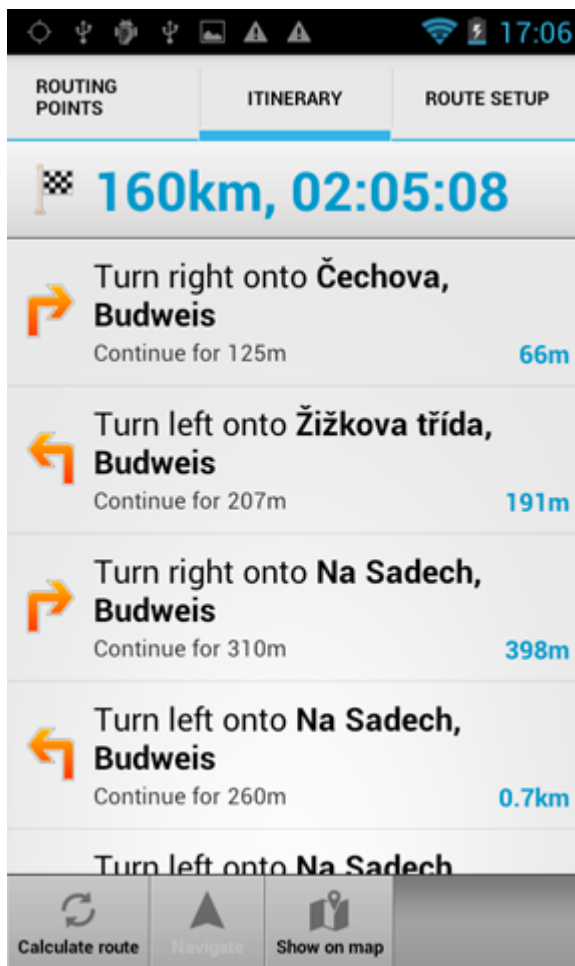 17:06
ROUTING
POINTS
ITINERARY
ROUTE SETUP
160km, 02:05:08
Turn right onto Čechova,
Budweis
Continue for 125m
66m
Turn left onto Žižkova třída,
Budweis
Continue for 207m
191m
Turn right onto Na Sadech,
Budweis
Continue for 310m
398m
Turn left onto Na Sadech,
Budweis
Continue for 260m
0.7km
Turn left onto Na Sadech
Calculate route
Navigate
Show on map